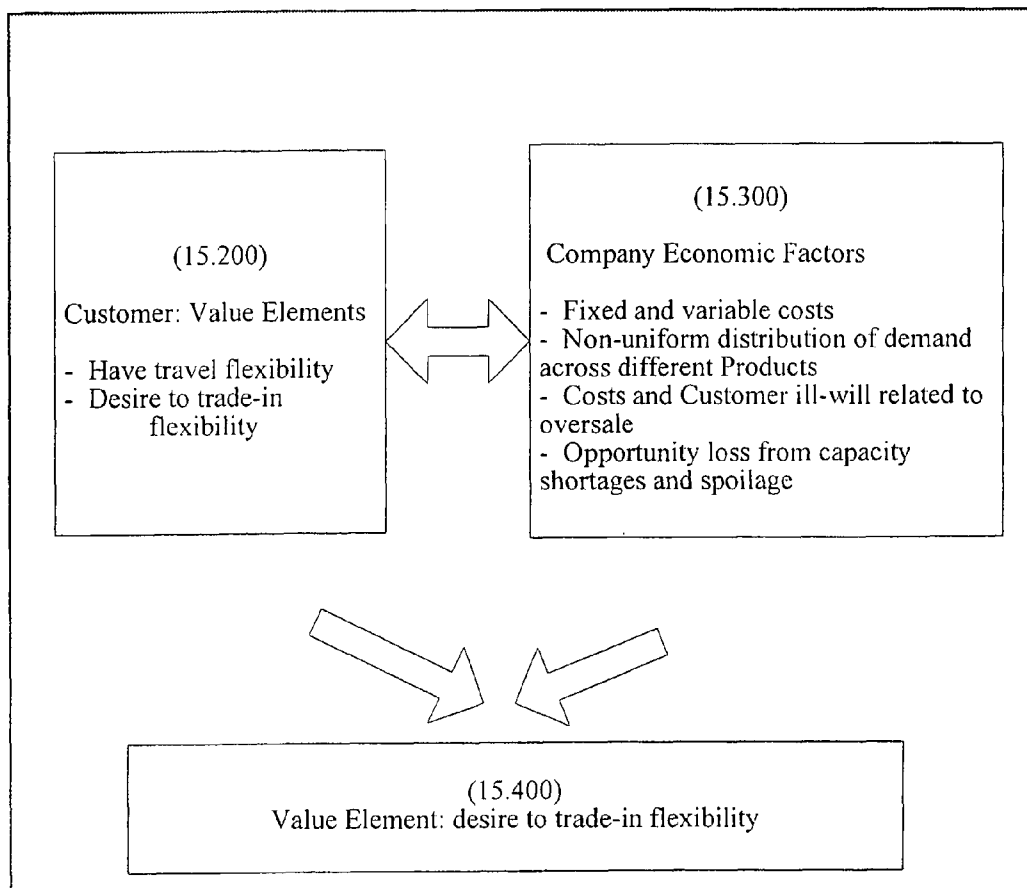 (15.200)
Customer: Value Elements
- Have travel flexibility
- Desire to trade-in
flexibility
(15.300)
Company Economic Factors
- Fixed and variable costs
- Non-uniform distribution of demand
across different Products
- Costs and Customer ill-will related to
oversale
- Opportunity loss from capacity
shortages and spoilage
(15.400)
Value Element: desire to trade-in flexibility